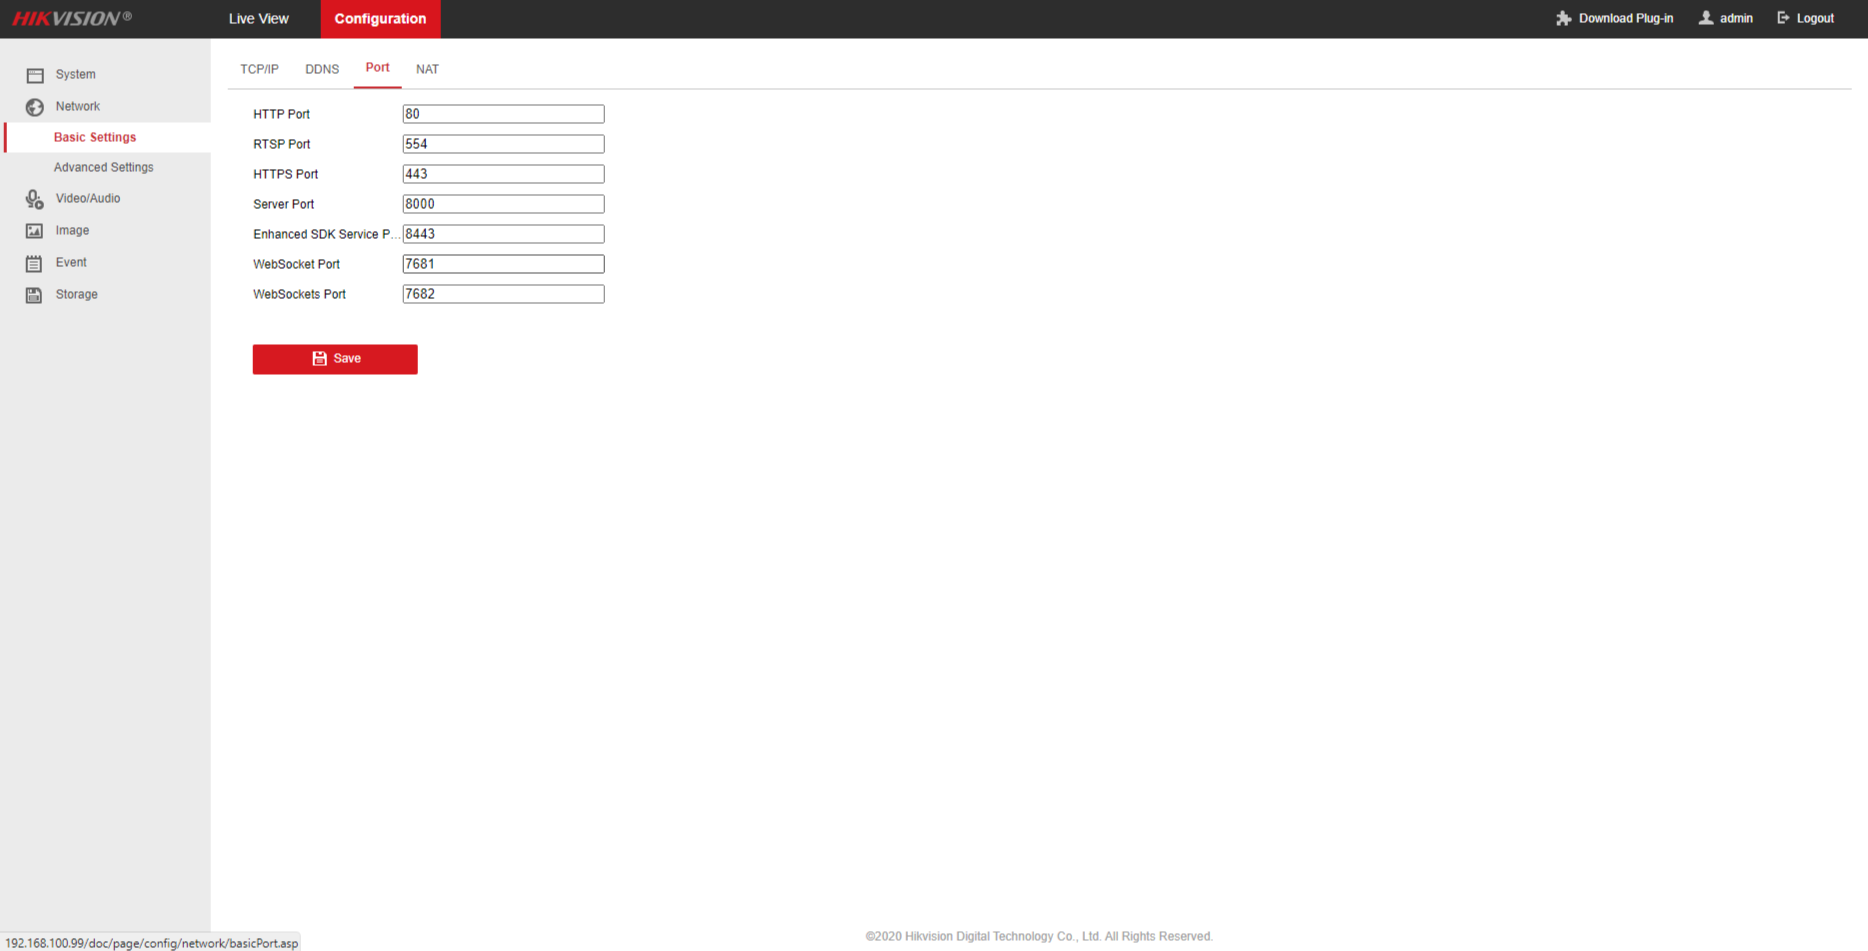 HIKVISION® Live View Configuration Download Plug-in admin Logout
TCP/IP DDNS Port NAT
System
Network
Basic Settings
Advanced Settings
Video/Audio
Image
Event
Storage
HTTP Port 80
RTSP Port 554
HTTPS Port 443
Server Port 8000
Enhanced SDK Service P... 8443
WebSocket Port 7681
WebSockets Port 7682
Save
©2020 Hikvision Digital Technology Co., Ltd. All Rights Reserved.
192.168.100.99/doc/page/config/network/basicPort.asp